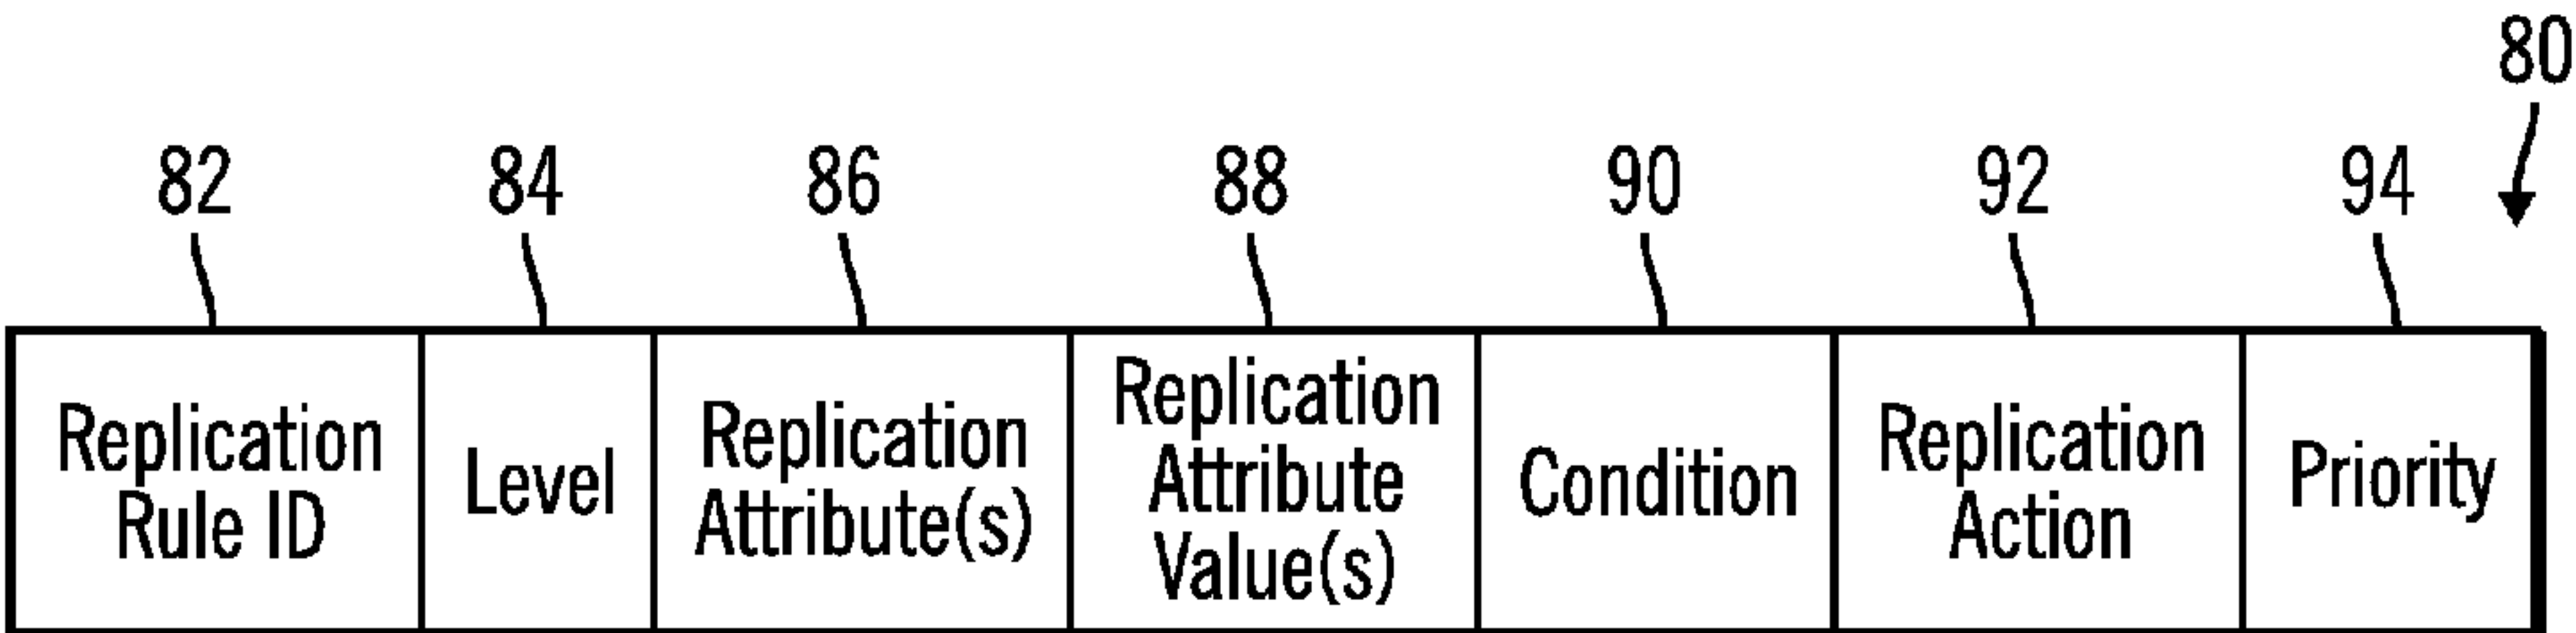 80
82
84
86
88
90
92
94
Replication
Rule ID
Level
Replication
Attribute(s)
Replication
Attribute
Value(s)
Condition
Replication
Action
Priority